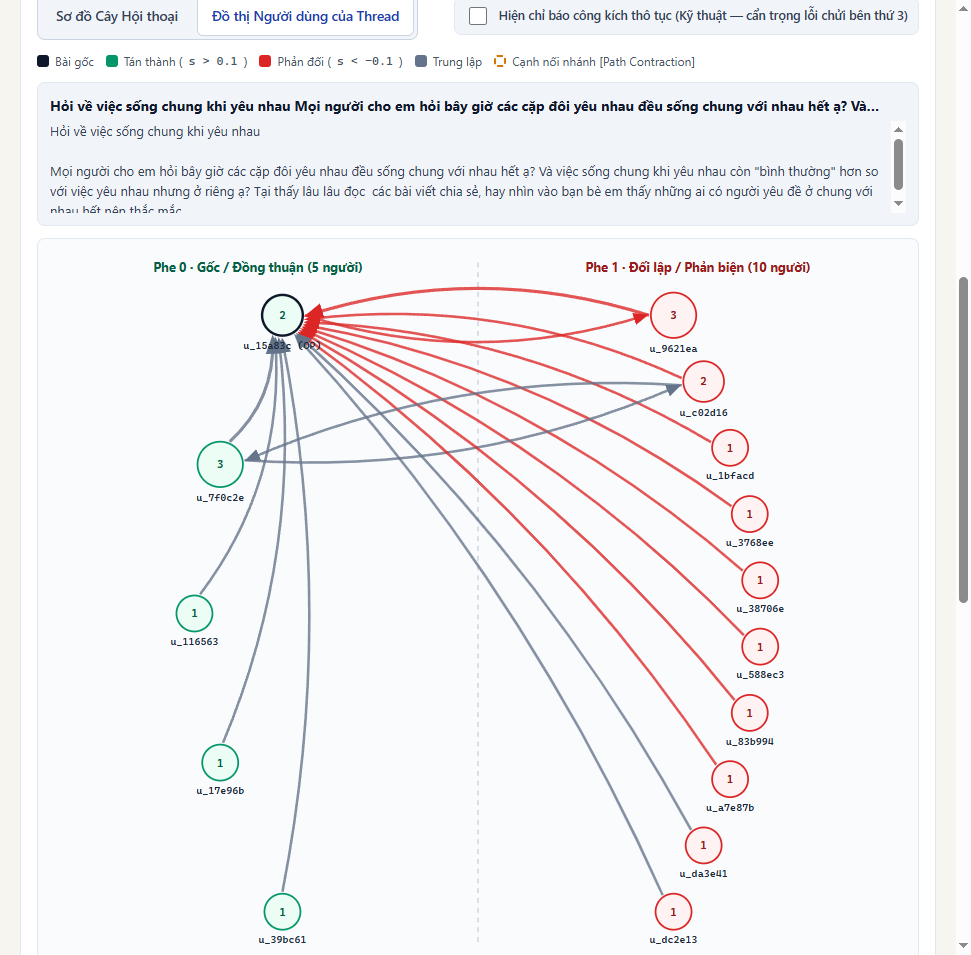 Sơ đồ Cây Hội thoại
Đồ thị Người dùng của Thread
Hiện chỉ báo công kích thô tục (Kỹ thuật — cẩn trọng lỗi chửi bên thứ 3)
Bài gốc
Tán thành ( s > 0.1 )
Phản đối ( s < −0.1 )
Trung lập
Cạnh nối nhánh [Path Contraction]
Hỏi về việc sống chung khi yêu nhau Mọi người cho em hỏi bây giờ các cặp đôi yêu nhau đều sống chung với nhau hết ạ? Và...
Hỏi về việc sống chung khi yêu nhau
Mọi người cho em hỏi bây giờ các cặp đôi yêu nhau đều sống chung với nhau hết ạ? Và việc sống chung khi yêu nhau còn "bình thường" hơn so
với việc yêu nhau nhưng ở riêng ạ? Tại thấy lâu lâu đọc  các bài viết chia sẻ, hay nhìn vào bạn bè em thấy những ai có người yêu đề ở chung với
nhau hết nên thắc mắc
Phe 0 · Gốc / Đồng thuận (5 người)
Phe 1 · Đối lập / Phản biện (10 người)
2
u_15a83c (OP)
3
u_9621ea
2
u_c02d16
1
u_1bfacd
3
u_7f0c2e
1
u_3768ee
1
u_38706e
1
u_116563
1
u_588ec3
1
u_83b994
1
u_17e96b
1
u_a7e87b
1
u_da3e41
1
u_39bc61
1
u_dc2e13